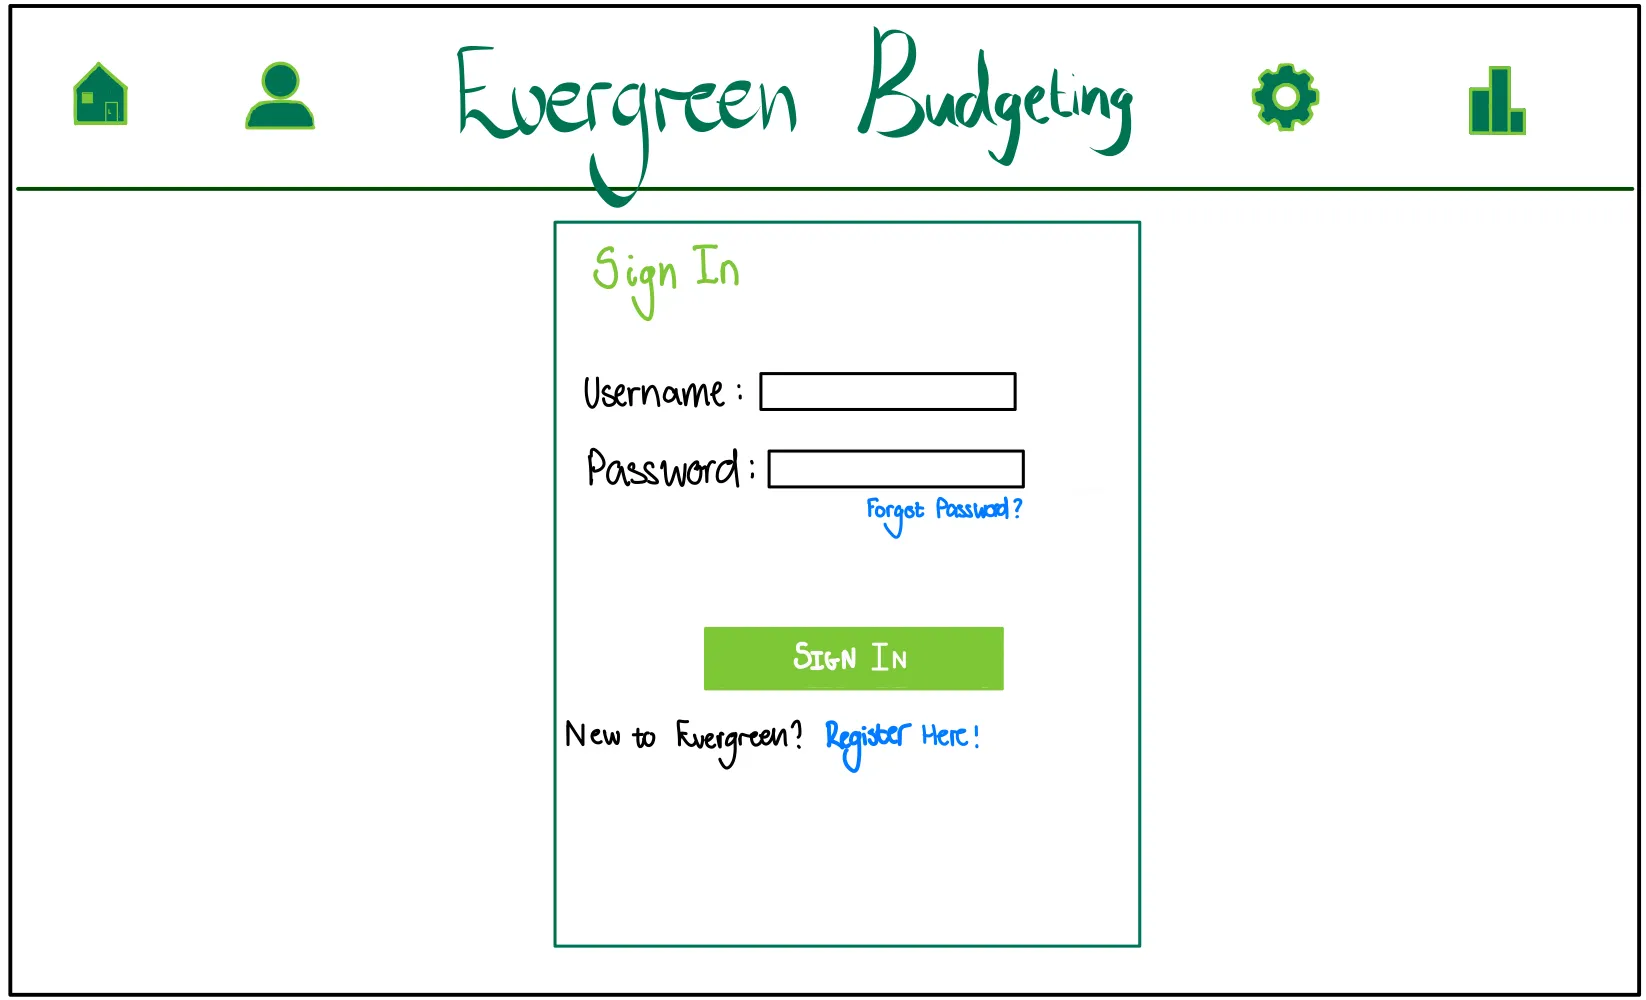 Evergreen Budgeting
Sign In
Username:
Password:
Forgot Password?
SIGN IN
New to Evergreen? Register Here!